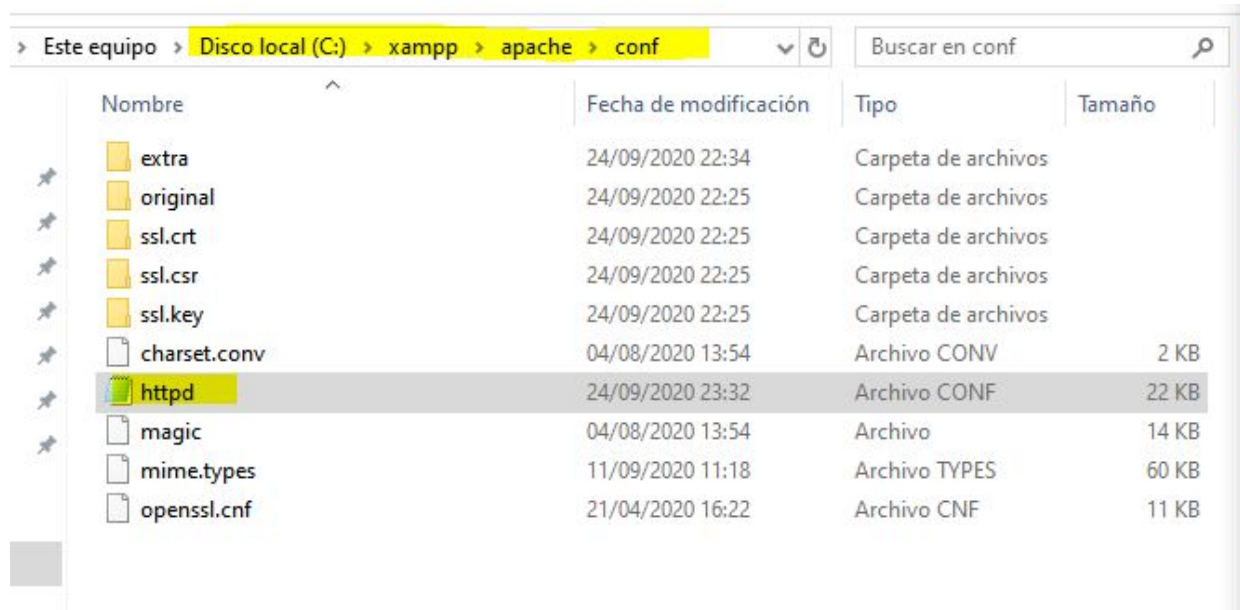 Este equipo > Disco local (C:) > xampp > apache > conf Buscar en conf
Nombre Fecha de modificación Tipo Tamaño
extra 24/09/2020 22:34 Carpeta de archivos
original 24/09/2020 22:25 Carpeta de archivos
ssl.crt 24/09/2020 22:25 Carpeta de archivos
ssl.csr 24/09/2020 22:25 Carpeta de archivos
ssl.key 24/09/2020 22:25 Carpeta de archivos
charset.conv 04/08/2020 13:54 Archivo CONV 2 KB
httpd 24/09/2020 23:32 Archivo CONF 22 KB
magic 04/08/2020 13:54 Archivo 14 KB
mime.types 11/09/2020 11:18 Archivo TYPES 60 KB
openssl.cnf 21/04/2020 16:22 Archivo CNF 11 KB